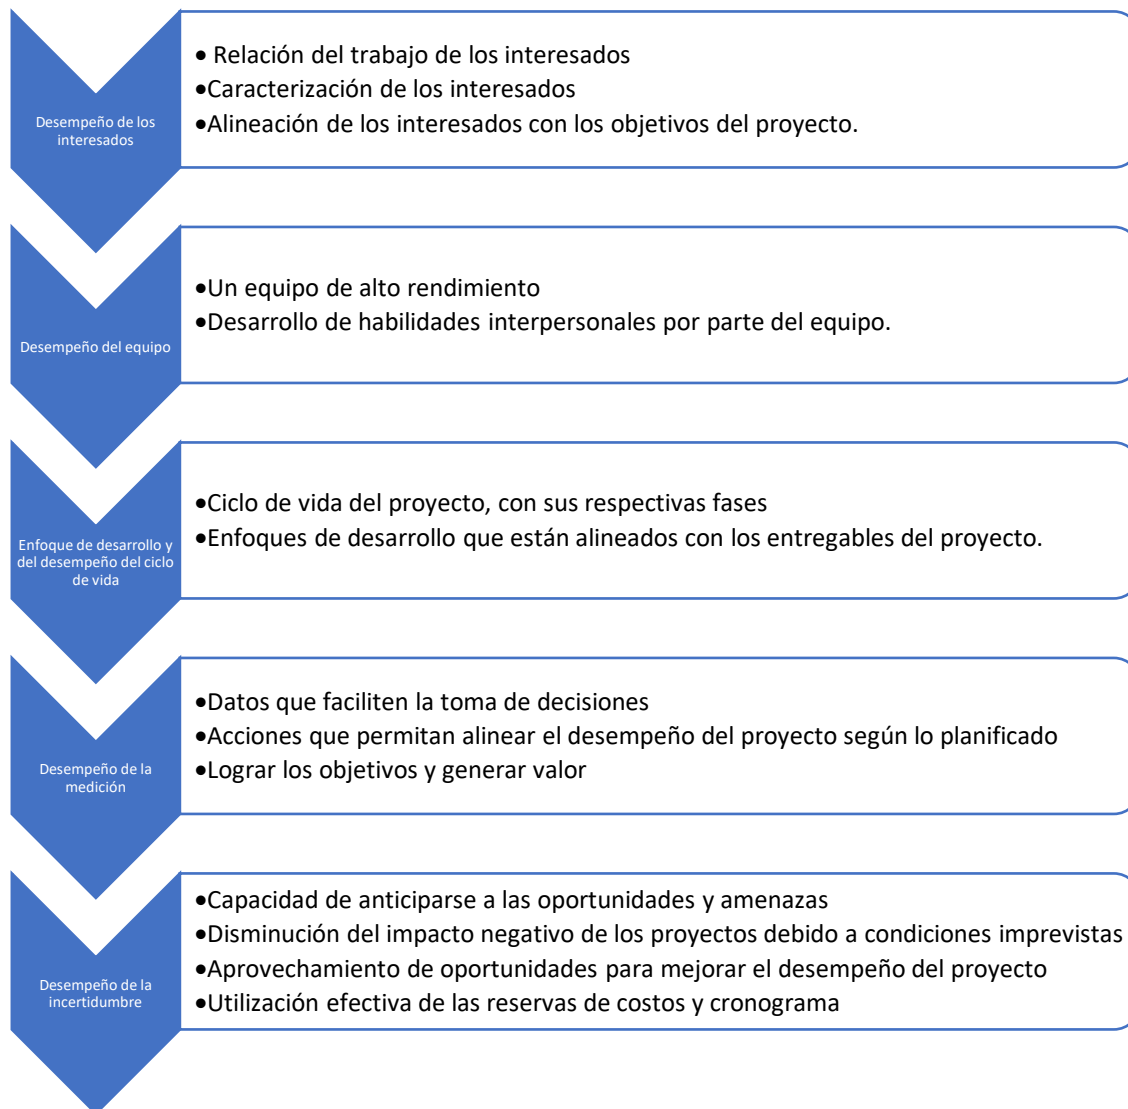 Desempeño de los
interesados
• Relación del trabajo de los interesados
•Caracterización de los interesados
•Alineación de los interesados con los objetivos del proyecto.
Desempeño del equipo
•Un equipo de alto rendimiento
•Desarrollo de habilidades interpersonales por parte del equipo.
Enfoque de desarrollo y
del desempeño del ciclo
de vida
•Ciclo de vida del proyecto, con sus respectivas fases
•Enfoques de desarrollo que están alineados con los entregables del proyecto.
Desempeño de la
medición
•Datos que faciliten la toma de decisiones
•Acciones que permitan alinear el desempeño del proyecto según lo planificado
•Lograr los objetivos y generar valor
Desempeño de la
incertidumbre
•Capacidad de anticiparse a las oportunidades y amenazas
•Disminución del impacto negativo de los proyectos debido a condiciones imprevistas
•Aprovechamiento de oportunidades para mejorar el desempeño del proyecto
•Utilización efectiva de las reservas de costos y cronograma